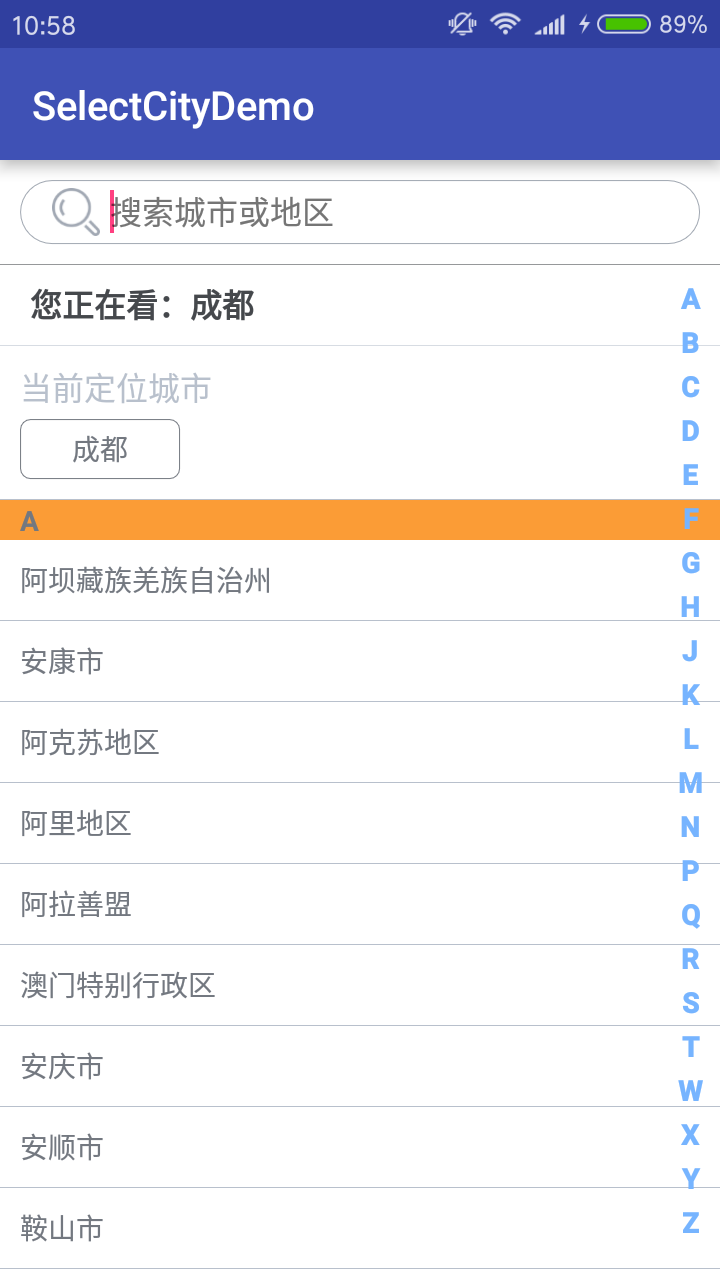 10:58 89%
SelectCityDemo
搜索城市或地区
您正在看：成都
当前定位城市
成都
A
阿坝藏族羌族自治州
安康市
阿克苏地区
阿里地区
阿拉善盟
澳门特别行政区
安庆市
安顺市
鞍山市
A
B
C
D
E
F
G
H
J
K
L
M
N
P
Q
R
S
T
W
X
Y
Z